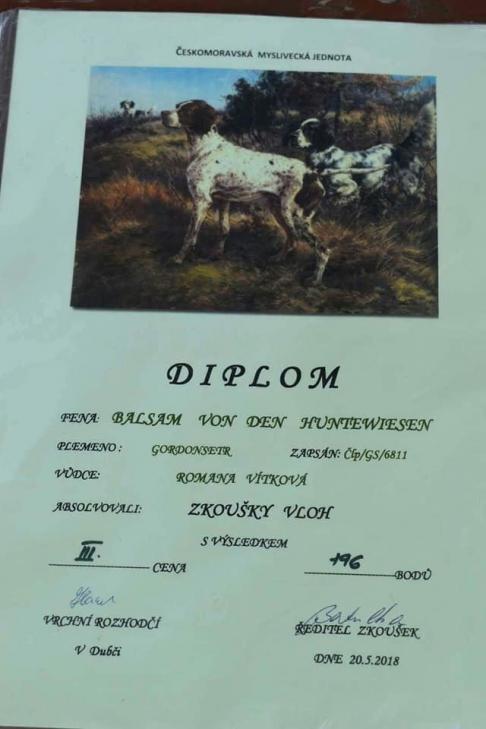 ČESKOMORAVSKÁ MYSLIVECKÁ JEDNOTA
DIPLOM
FENA: BALSAM VON DEN HUNTEWIESEN
PLEMENO: GORDONSETR ZAPSÁN: Člp/GS/6811
VŮDCE: ROMANA VÍTKOVÁ
ABSOLVOVALI: ZKOUŠKY VLOH
S VÝSLEDKEM
III. CENA 196 BODŮ
VRCHNÍ ROZHODČÍ ŘEDITEL ZKOUŠEK
V Dubči DNE 20.5.2018